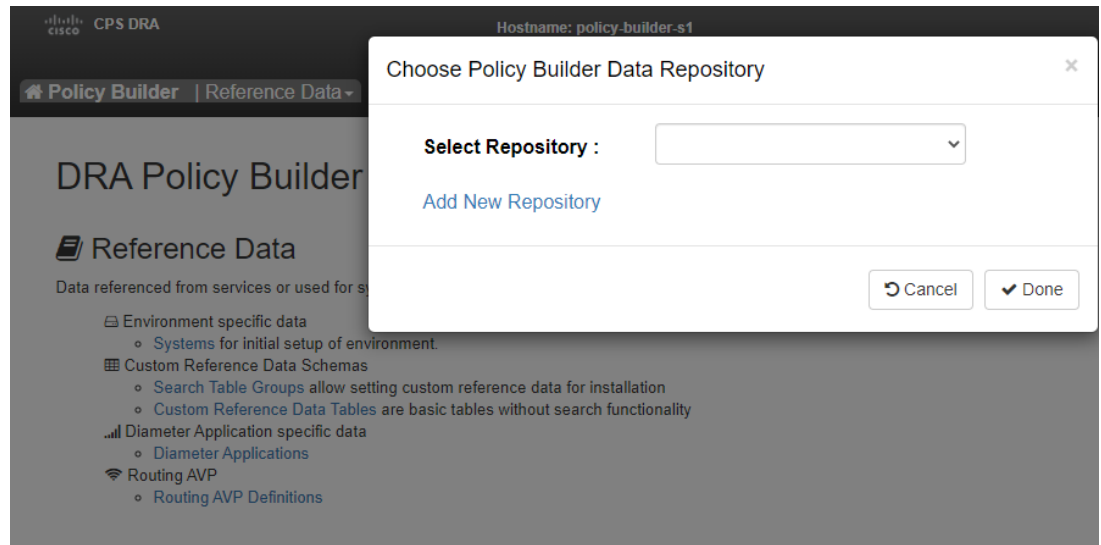 cisco CPS DRA
Hostname: policy-builder-s1
Policy Builder | Reference Data
Choose Policy Builder Data Repository
×
Select Repository :
Add New Repository
Cancel Done
DRA Policy Builder
Reference Data
Data referenced from services or used for s
Environment specific data
Systems for initial setup of environment.
Custom Reference Data Schemas
Search Table Groups allow setting custom reference data for installation
Custom Reference Data Tables are basic tables without search functionality
Diameter Application specific data
Diameter Applications
Routing AVP
Routing AVP Definitions